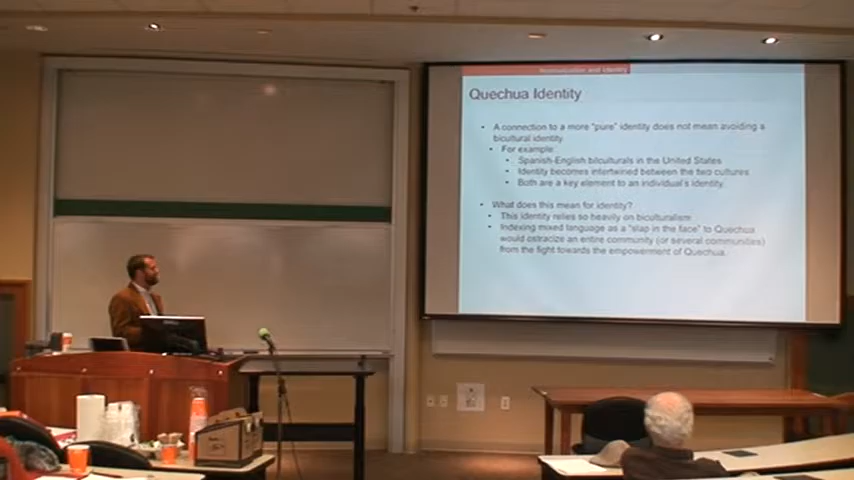 Normalization and Identity
Quechua Identity
• A connection to a more "pure" identity does not mean avoiding a
bicultural identity.
• For example:
• Spanish-English biculturals in the United States
• Identity becomes intertwined between the two cultures
• Both are a key element to an individual's identity.
• What does this mean for identity?
• This identity relies so heavily on biculturalism
• Indexing mixed language as a "slap in the face" to Quechua
would ostracize an entire community (or several communities)
from the fight towards the empowerment of Quechua.